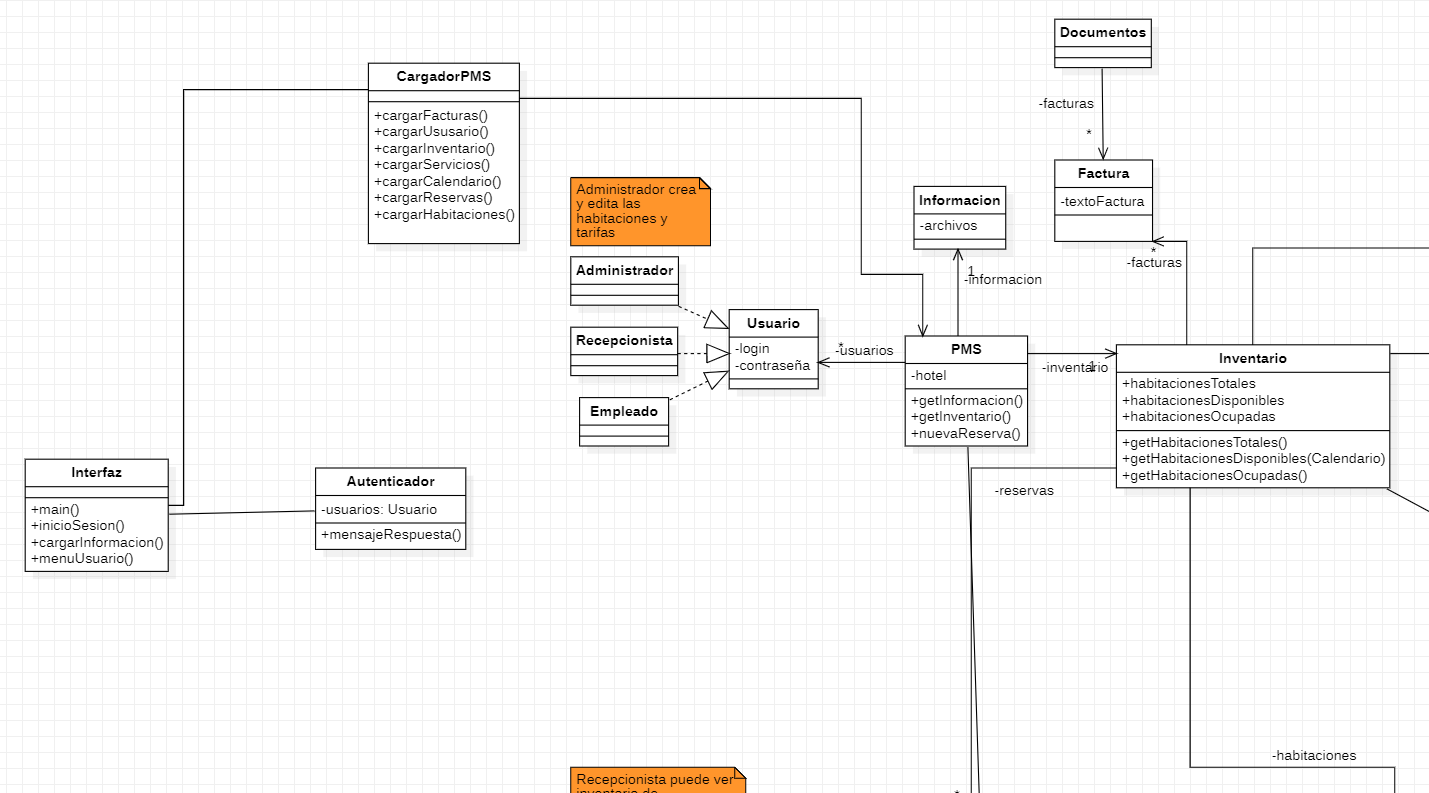 Documentos
-facturas
*
Factura
-textoFactura
*
-facturas
CargadorPMS
+cargarFacturas()
+cargarUsusario()
+cargarInventario()
+cargarServicios()
+cargarCalendario()
+cargarReservas()
+cargarHabitaciones()
Administrador crea
y edita las
habitaciones y
tarifas
Administrador
Recepcionista
Empleado
Usuario
-login
-contraseña
*
-usuarios
Informacion
-archivos
1
-informacion
PMS
-hotel
+getInformacion()
+getInventario()
+nuevaReserva()
-inventario
1
Inventario
+habitacionesTotales
+habitacionesDisponibles
+habitacionesOcupadas
+getHabitacionesTotales()
+getHabitacionesDisponibles(Calendario)
+getHabitacionesOcupadas()
-reservas
Interfaz
+main()
+inicioSesion()
+cargarInformacion()
+menuUsuario()
Autenticador
-usuarios: Usuario
+mensajeRespuesta()
-habitaciones
Recepcionista puede ver
inventario de
*